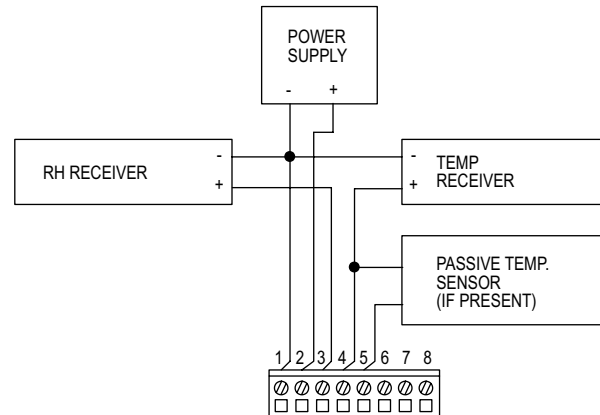 POWER
SUPPLY
- +
RH RECEIVER
-
+
-
+
TEMP
RECEIVER
PASSIVE TEMP.
SENSOR
(IF PRESENT)
1 2 3 4 5 6 7 8